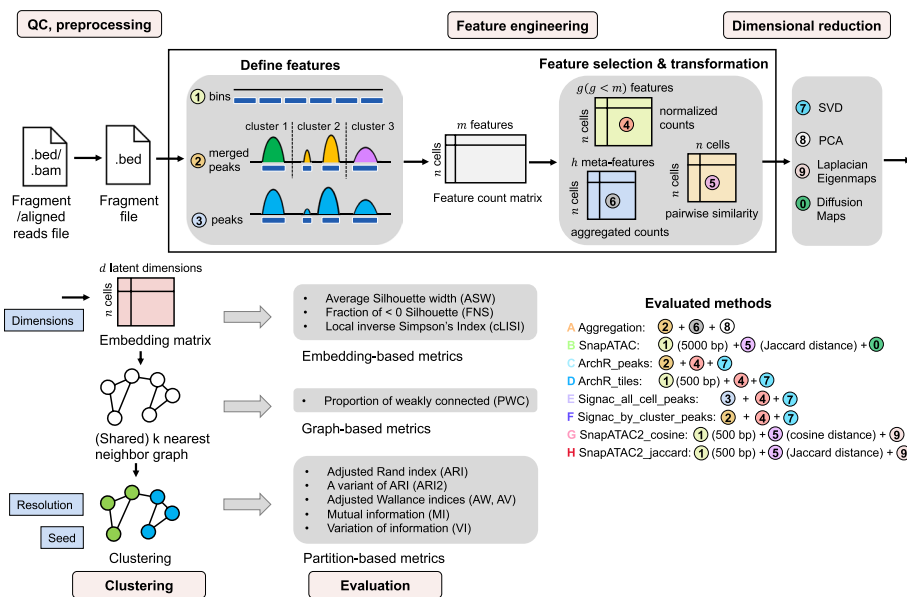 QC, preprocessing
Feature engineering
Dimensional reduction
.bed/
.bam
Fragment
/aligned
reads file
.bed
Fragment
file
Define features
1 bins
cluster 1
cluster 2
cluster 3
2 merged
peaks
3 peaks
m features
n cells
Feature count matrix
Feature selection & transformation
g(g < m) features
n cells
4
normalized
counts
h meta-features
n cells
6
aggregated counts
n cells
n cells
5
pairwise similarity
7 SVD
8 PCA
9 Laplacian
Eigenmaps
0 Diffusion
Maps
d latent dimensions
n cells
Dimensions
Embedding matrix
• Average Silhouette width (ASW)
• Fraction of < 0 Silhouette (FNS)
• Local inverse Simpson's Index (cLISI)
Embedding-based metrics
(Shared) k nearest
neighbor graph
• Proportion of weakly connected (PWC)
Graph-based metrics
Resolution
Seed
Clustering
• Adjusted Rand index (ARI)
• A variant of ARI (ARI2)
• Adjusted Wallance indices (AW, AV)
• Mutual information (MI)
• Variation of information (VI)
Partition-based metrics
Clustering
Evaluation
Evaluated methods
A Aggregation: 2 + 6 + 8
B SnapATAC: 1 (5000 bp) + 5 (Jaccard distance) + 0
C ArchR_peaks: 2 + 4 + 7
D ArchR_tiles: 1 (500 bp) + 4 + 7
E Signac_all_cell_peaks: 3 + 4 + 7
F Signac_by_cluster_peaks: 2 + 4 + 7
G SnapATAC2_cosine: 1 (500 bp) + 5 (cosine distance) + 9
H SnapATAC2_jaccard: 1 (500 bp) + 5 (Jaccard distance) + 9